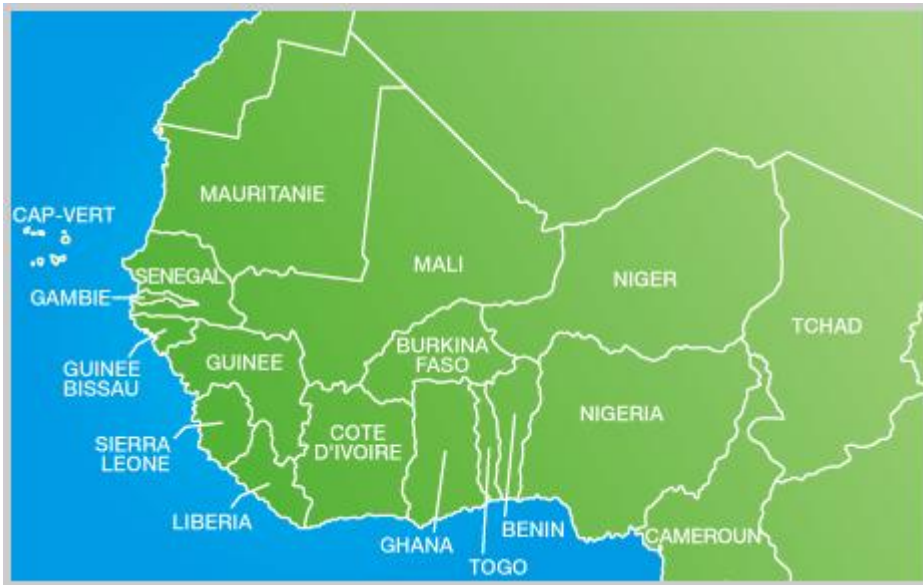 MAURITANIE
CAP-VERT
MALI
SENEGAL
NIGER
GAMBIE
TCHAD
BURKINA
FASO
GUINEE
GUINEE
BISSAU
NIGERIA
COTE
D'IVOIRE
SIERRA
LEONE
LIBERIA
GHANA
BENIN
CAMEROUN
TOGO